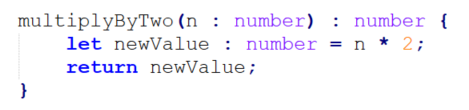 multiplyByTwo(n : number) : number {
    let newValue : number = n * 2;
    return newValue;
}